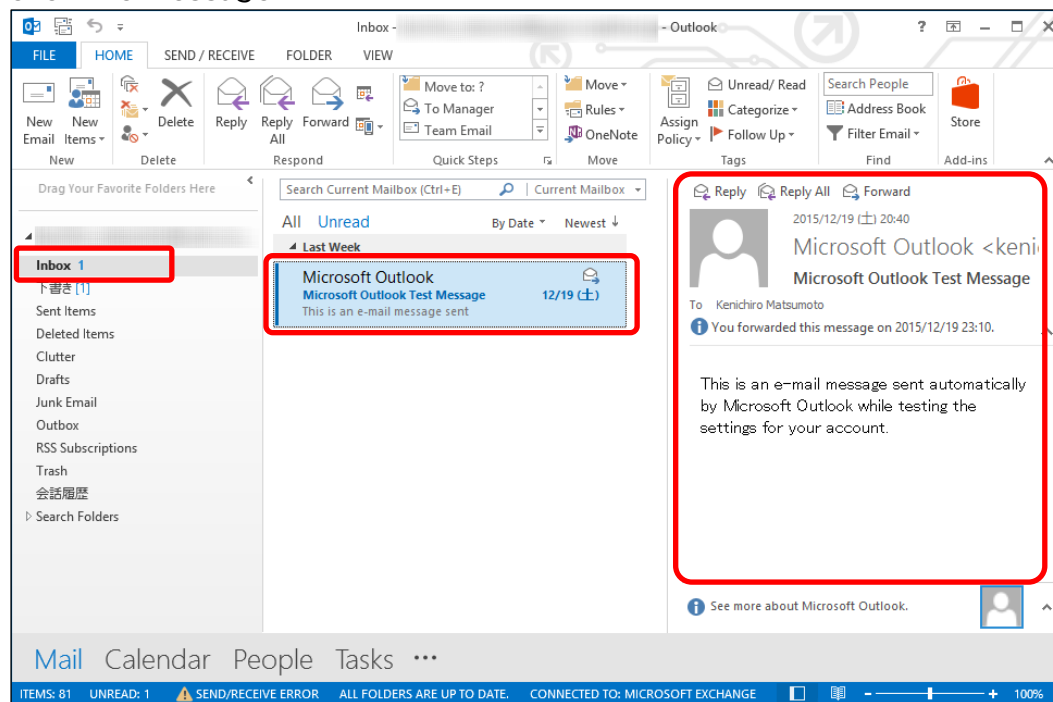 Inbox - - Outlook
FILE HOME SEND / RECEIVE FOLDER VIEW
New Email
New Items
Delete
Reply
Reply All
Forward
Move to: ?
To Manager
Team Email
Move
Rules
OneNote
Assign Policy
Unread/ Read
Categorize
Follow Up
Search People
Address Book
Filter Email
Store
New Delete Respond Quick Steps Move Tags Find Add-ins
Drag Your Favorite Folders Here
Inbox 1
下書き [1]
Sent Items
Deleted Items
Clutter
Drafts
Junk Email
Outbox
RSS Subscriptions
Trash
会話履歴
Search Folders
Search Current Mailbox (Ctrl+E) Current Mailbox
All Unread By Date Newest ↓
Last Week
Microsoft Outlook
Microsoft Outlook Test Message 12/19 (土)
This is an e-mail message sent
Reply Reply All Forward
2015/12/19 (土) 20:40
Microsoft Outlook <keni
Microsoft Outlook Test Message
To Kenichiro Matsumoto
You forwarded this message on 2015/12/19 23:10.
This is an e-mail message sent automatically
by Microsoft Outlook while testing the
settings for your account.
See more about Microsoft Outlook.
Mail Calendar People Tasks •••
ITEMS: 81 UNREAD: 1 SEND/RECEIVE ERROR ALL FOLDERS ARE UP TO DATE. CONNECTED TO: MICROSOFT EXCHANGE 100%